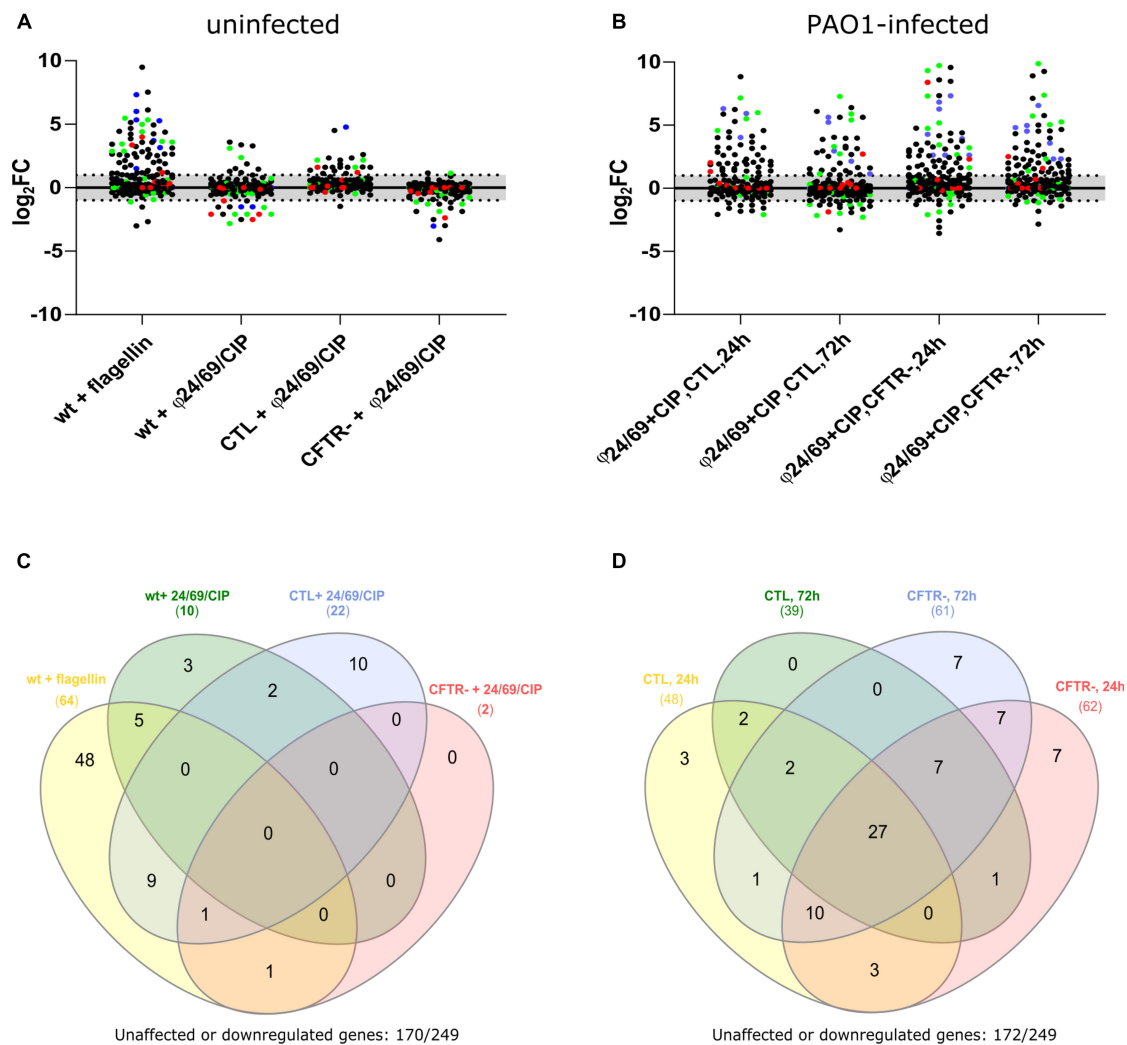 A
uninfected
log2FC
10
5
0
-5
-10
wt + flagellin
wt + φ24/69/CIP
CTL + φ24/69/CIP
CFTR- + φ24/69/CIP
B
PAO1-infected
log2FC
10
5
0
-5
-10
φ24/69+CIP,CTL,24h
φ24/69+CIP,CTL,72h
φ24/69+CIP,CFTR-,24h
φ24/69+CIP,CFTR-,72h
C
wt+ 24/69/CIP
(10)
CTL+ 24/69/CIP
(22)
wt + flagellin
(64)
CFTR- + 24/69/CIP
(2)
3
10
2
5
0
48
0
0
0
0
9
0
1
0
1
Unaffected or downregulated genes: 170/249
D
CTL, 72h
(39)
CFTR-, 72h
(61)
CTL, 24h
(48)
CFTR-, 24h
(62)
0
7
0
2
7
3
2
7
7
27
1
1
10
0
3
Unaffected or downregulated genes: 172/249